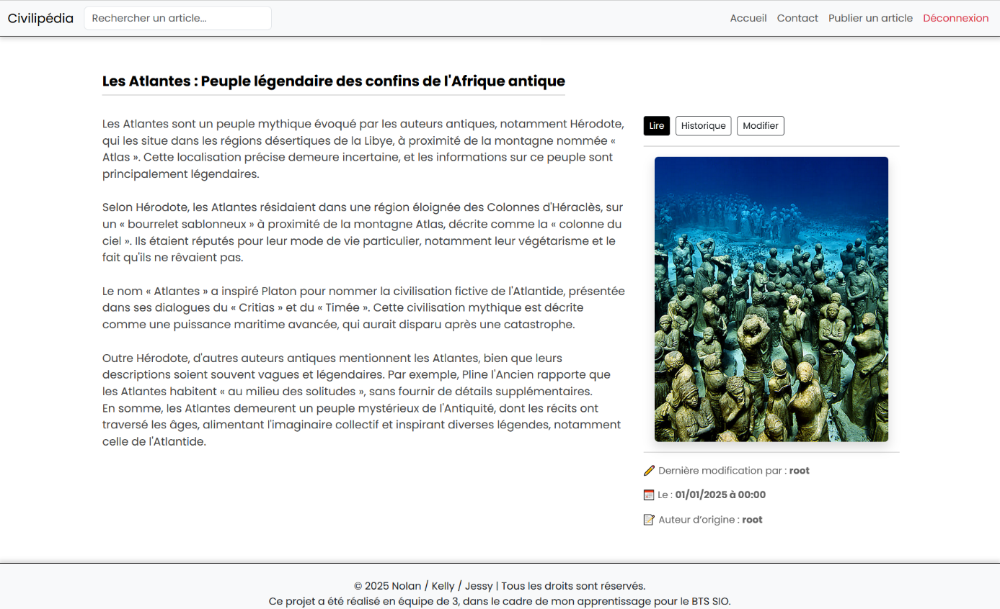 Civilipédia
Rechercher un article...
Accueil
Contact
Publier un article
Déconnexion
Les Atlantes : Peuple légendaire des confins de l'Afrique antique
Les Atlantes sont un peuple mythique évoqué par les auteurs antiques, notamment Hérodote,
qui les situe dans les régions désertiques de la Libye, à proximité de la montagne nommée «
Atlas ». Cette localisation précise demeure incertaine, et les informations sur ce peuple sont
principalement légendaires.
Selon Hérodote, les Atlantes résidaient dans une région éloignée des Colonnes d'Héraclès, sur
un « bourrelet sablonneux » à proximité de la montagne Atlas, décrite comme la « colonne du
ciel ». Ils étaient réputés pour leur mode de vie particulier, notamment leur végétarisme et le
fait qu'ils ne rêvaient pas.
Le nom « Atlantes » a inspiré Platon pour nommer la civilisation fictive de l'Atlantide, présentée
dans ses dialogues du « Critias » et du « Timée ». Cette civilisation mythique est décrite
comme une puissance maritime avancée, qui aurait disparu après une catastrophe.
Outre Hérodote, d'autres auteurs antiques mentionnent les Atlantes, bien que leurs
descriptions soient souvent vagues et légendaires. Par exemple, Pline l'Ancien rapporte que
les Atlantes habitent « au milieu des solitudes », sans fournir de détails supplémentaires.
En somme, les Atlantes demeurent un peuple mystérieux de l'Antiquité, dont les récits ont
traversé les âges, alimentant l'imaginaire collectif et inspirant diverses légendes, notamment
celle de l'Atlantide.
Lire
Historique
Modifier
Dernière modification par : root
Le : 01/01/2025 à 00:00
Auteur d’origine : root
© 2025 Nolan / Kelly / Jessy | Tous les droits sont réservés.
Ce projet a été réalisé en équipe de 3, dans le cadre de mon apprentissage pour le BTS SIO.